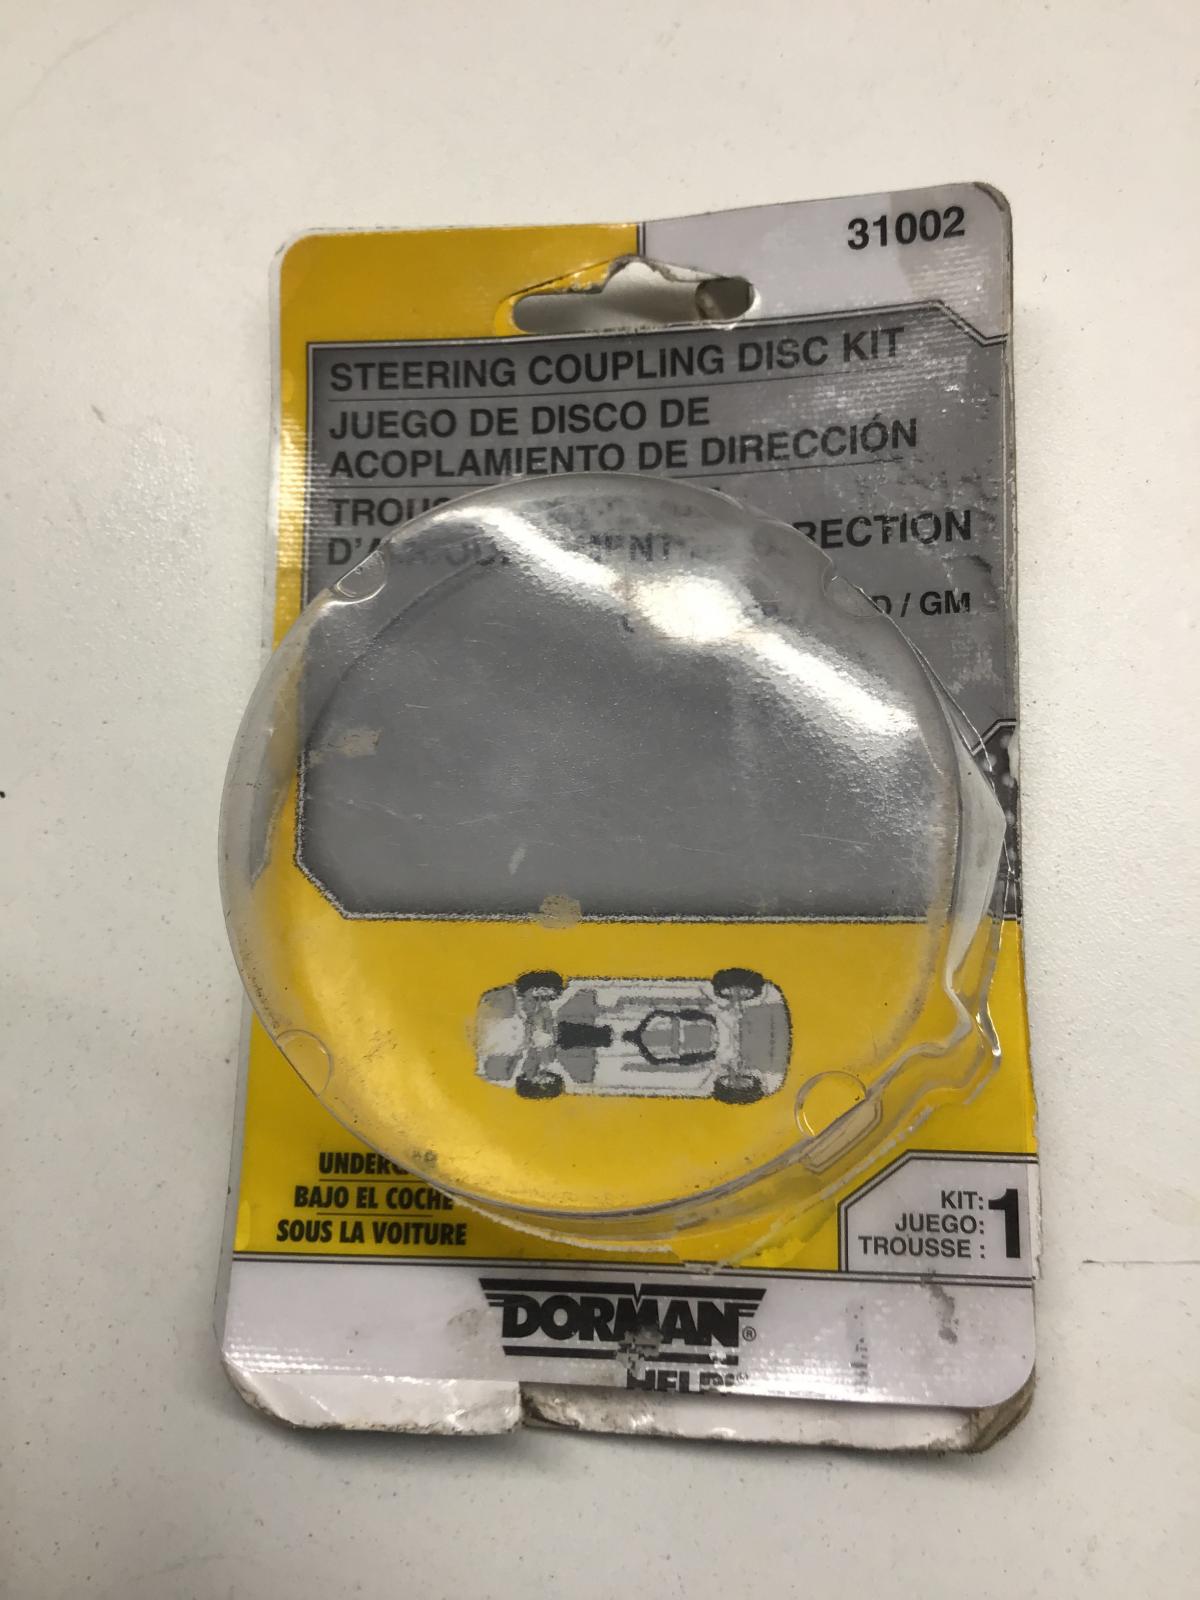 31002
STEERING COUPLING DISC KIT
JUEGO DE DISCO DE
ACOPLAMIENTO DE DIRECCIÓN
/ GM
BAJO EL COCHE
SOUS LA VOITURE
KIT: 1
JUEGO:
TROUSSE :
DORMAN®
HELP!